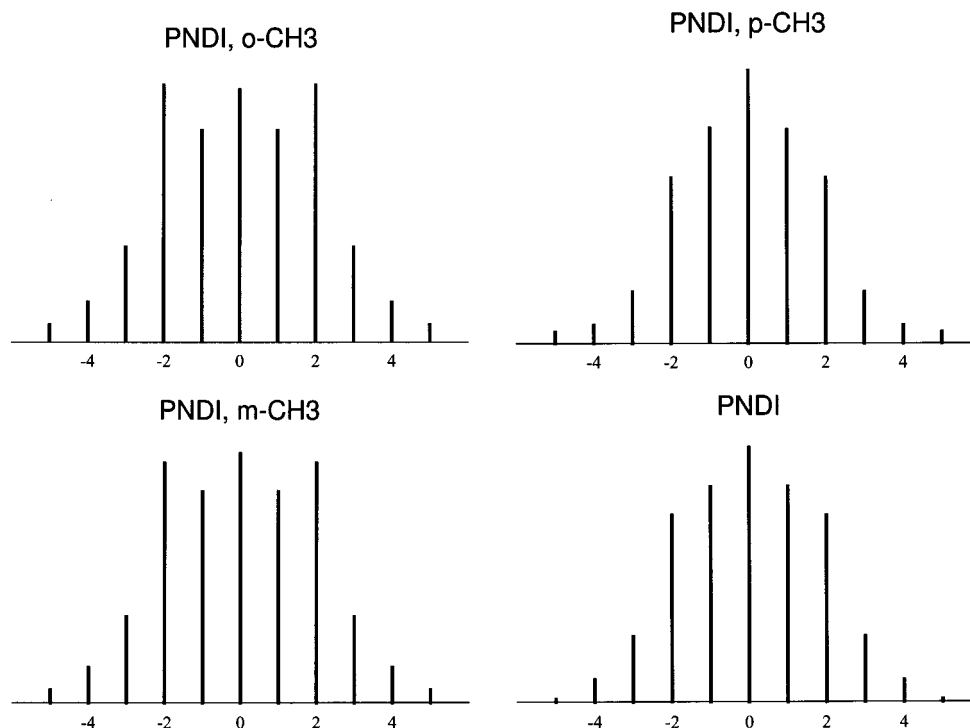 PNDI, o-CH3
-4 -2 0 2 4
PNDI, p-CH3
-4 -2 0 2 4
PNDI, m-CH3
-4 -2 0 2 4
PNDI
-4 -2 0 2 4